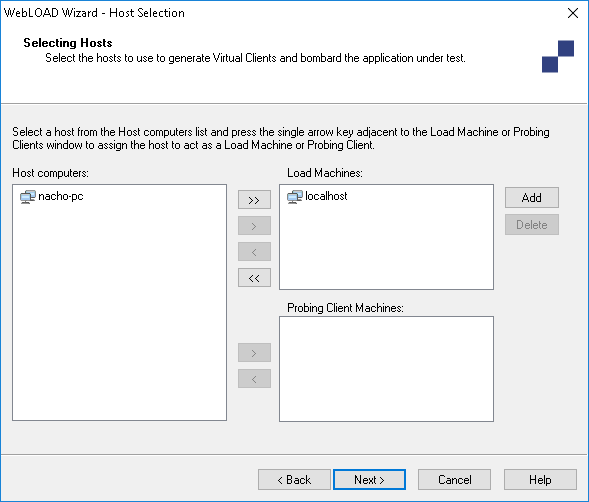 WebLOAD Wizard - Host Selection
Selecting Hosts
Select the hosts to use to generate Virtual Clients and bombard the application under test.
Select a host from the Host computers list and press the single arrow key adjacent to the Load Machine or Probing
Clients window to assign the host to act as a Load Machine or Probing Client.
Host computers:
nacho-pc
>>
>
<
<<
>
<
Load Machines:
localhost
Add
Delete
Probing Client Machines:
< Back
Next >
Cancel
Help